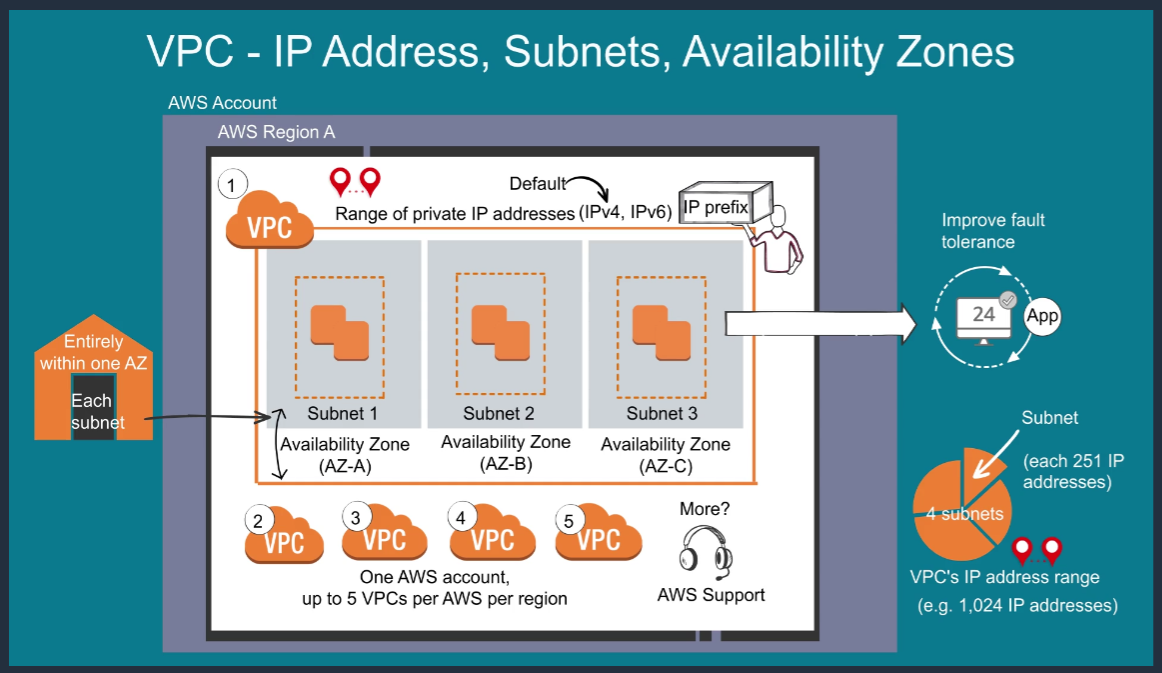 VPC - IP Address, Subnets, Availability Zones
AWS Account
AWS Region A
1
VPC
Default
Range of private IP addresses (IPv4, IPv6)
IP prefix
Entirely
within one AZ
Each
subnet
Subnet 1
Availability Zone
(AZ-A)
Subnet 2
Availability Zone
(AZ-B)
Subnet 3
Availability Zone
(AZ-C)
2
VPC
3
VPC
4
VPC
5
VPC
One AWS account,
up to 5 VPCs per AWS per region
More?
AWS Support
Improve fault
tolerance
24
App
Subnet
(each 251 IP
addresses)
4 subnets
VPC's IP address range
(e.g. 1,024 IP addresses)